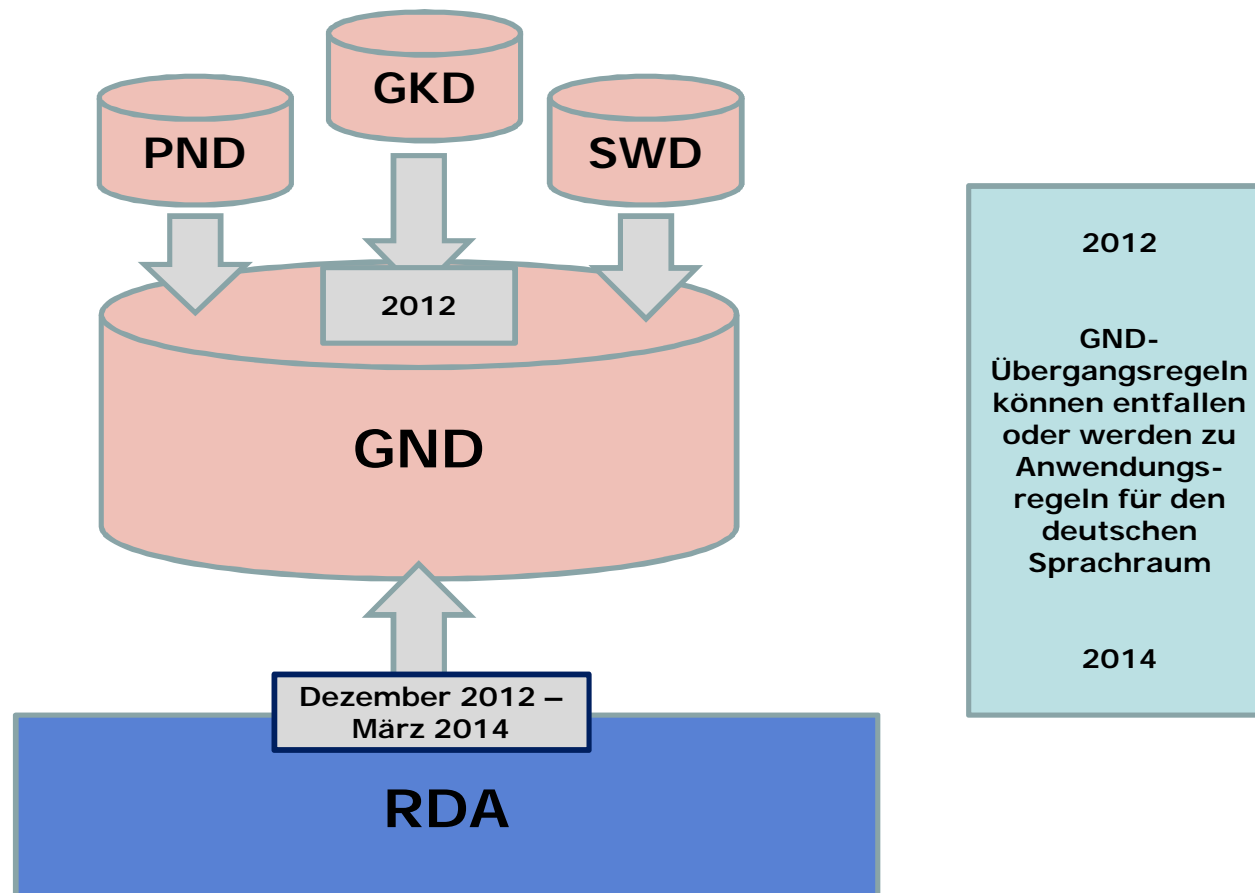 GKD
PND
SWD
2012
GND
Dezember 2012 –
März 2014
RDA
2012
GND-
Übergangsregeln
können entfallen
oder werden zu
Anwendungs-
regeln für den
deutschen
Sprachraum
2014